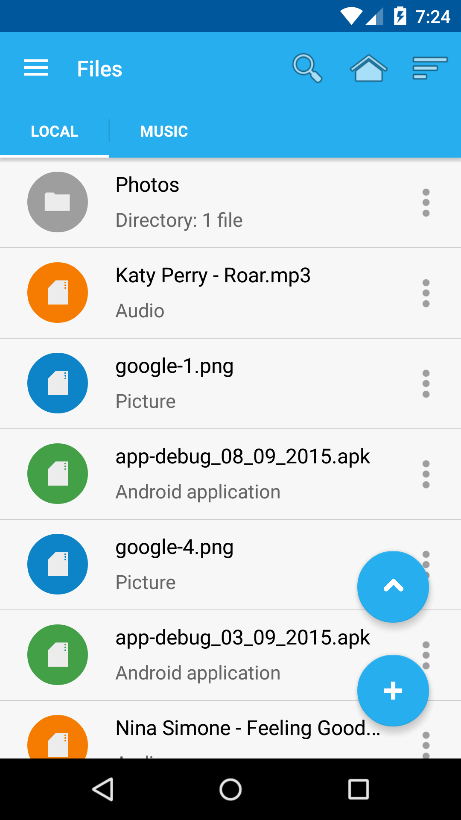 7:24
Files
LOCAL
MUSIC
Photos
Directory: 1 file
Katy Perry - Roar.mp3
Audio
google-1.png
Picture
app-debug_08_09_2015.apk
Android application
google-4.png
Picture
app-debug_03_09_2015.apk
Android application
Nina Simone - Feeling Good...